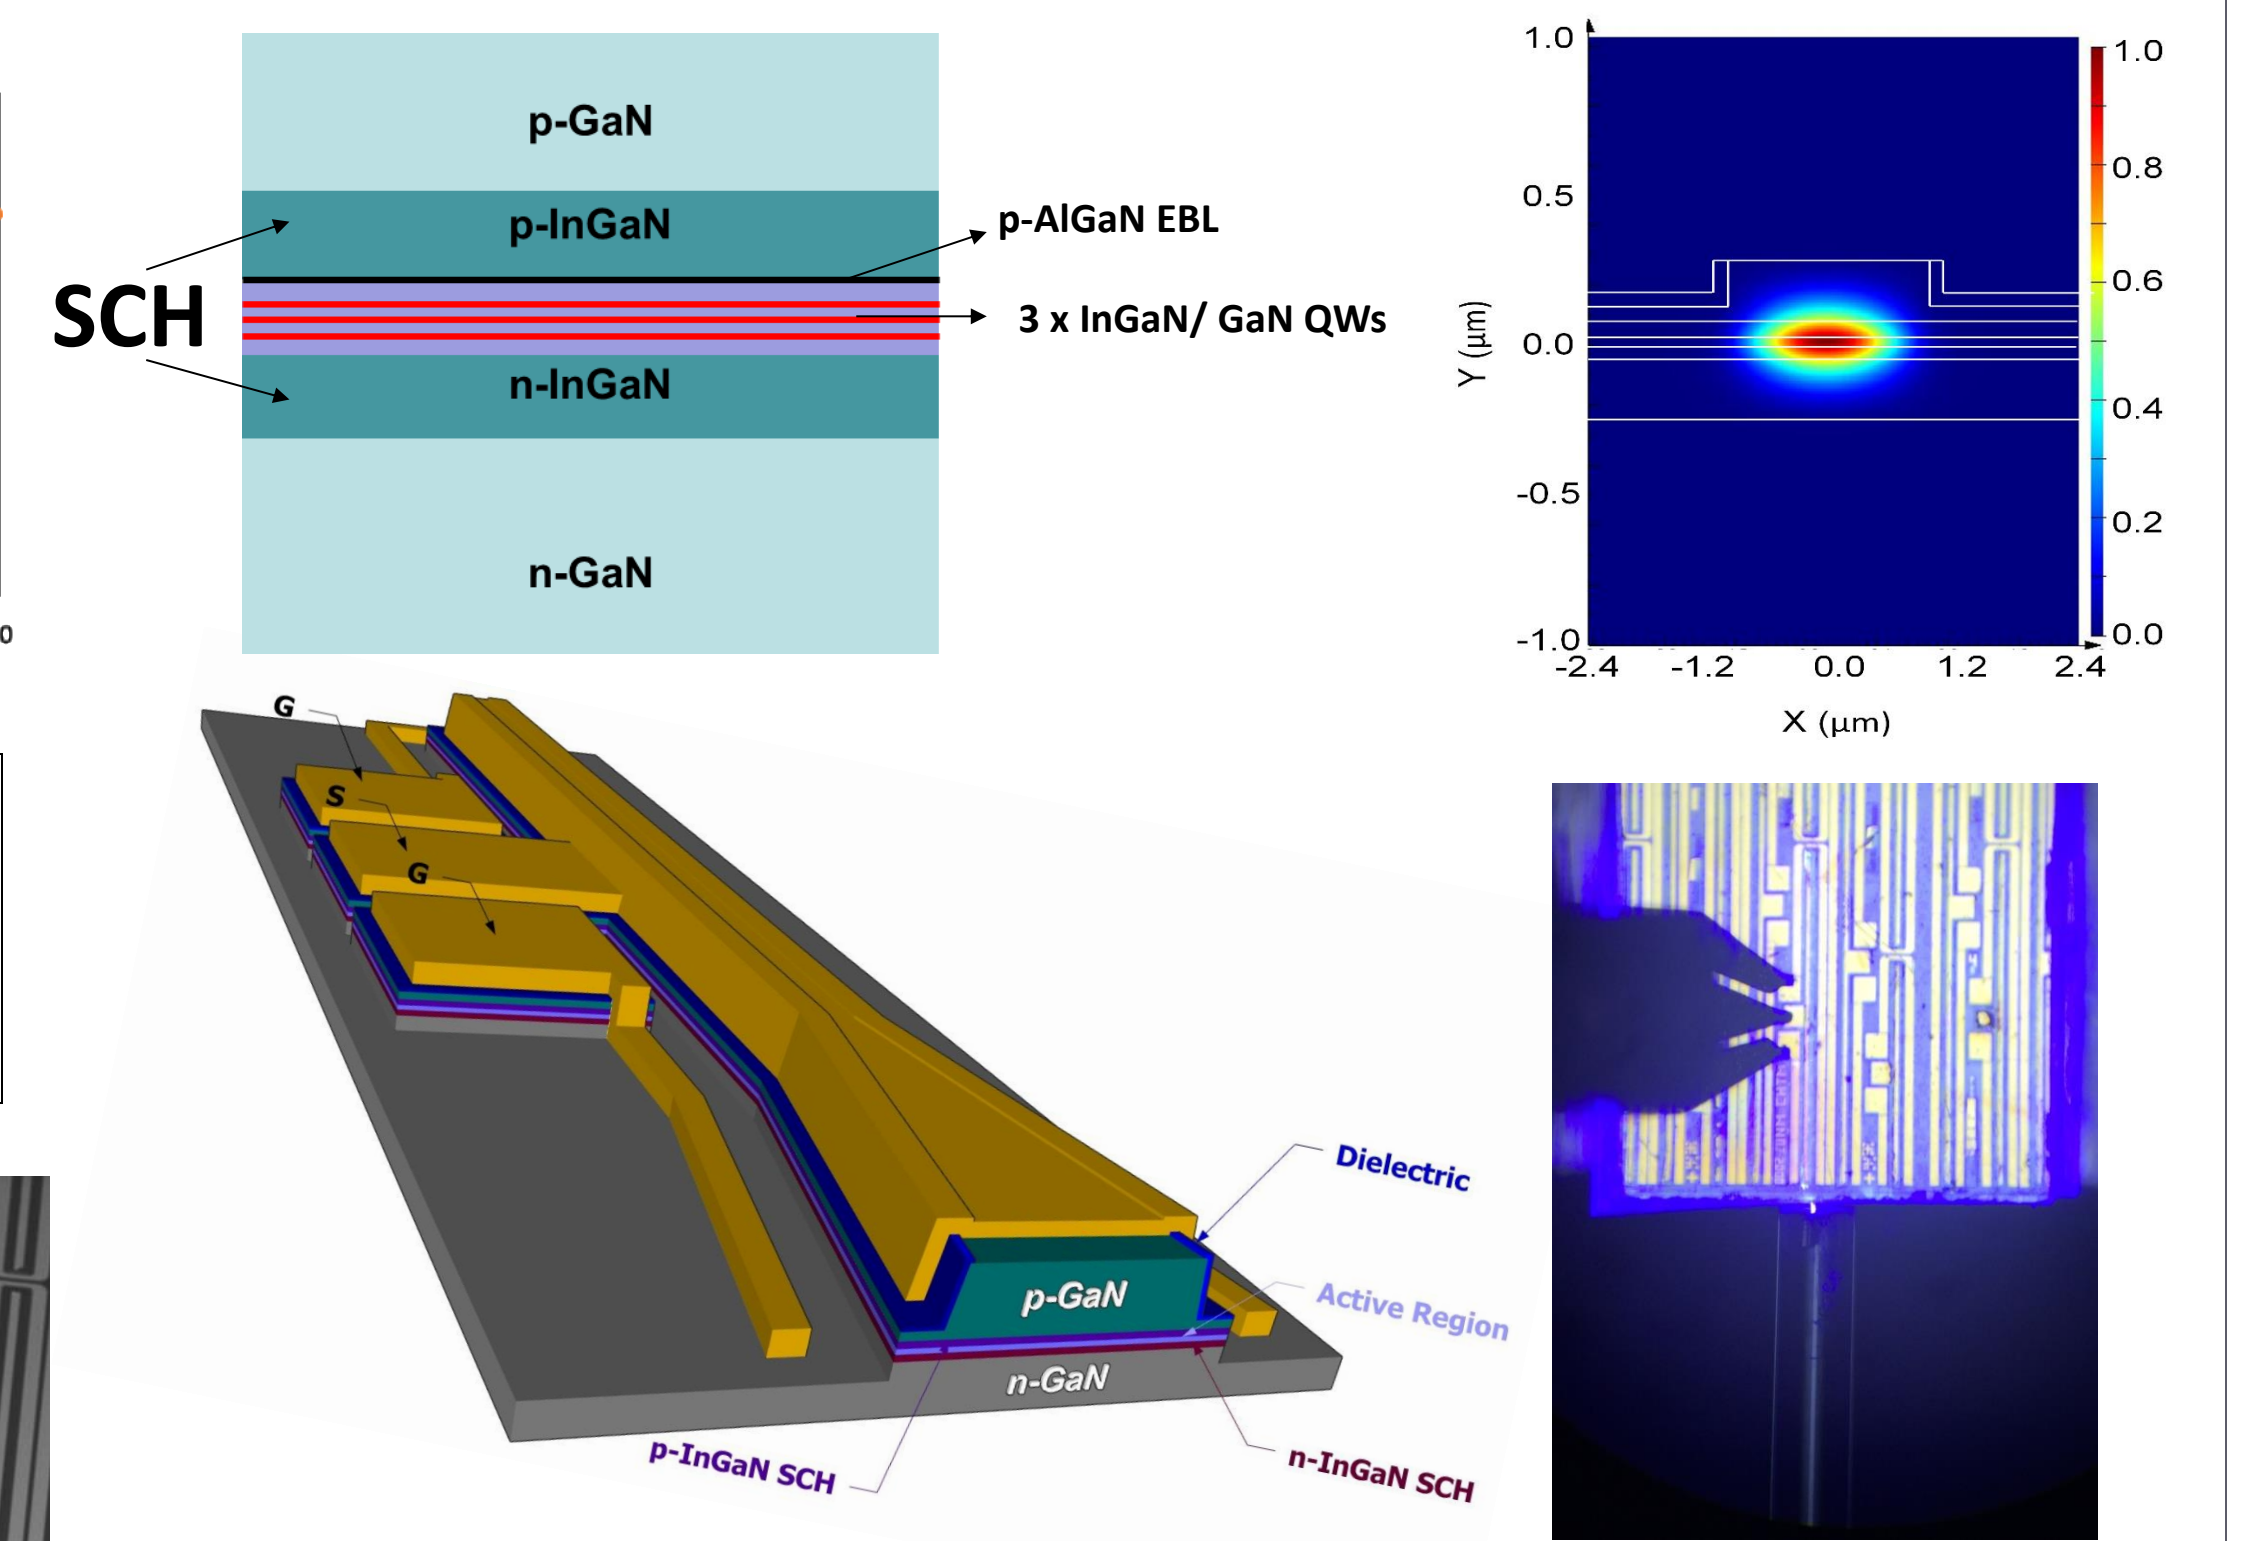 p-GaN
p-InGaN
p-AlGaN EBL
SCH
3 x InGaN/ GaN QWs
n-InGaN
n-GaN
1.0
0.5
0.0
-0.5
-1.0
Y (μm)
-2.4
-1.2
0.0
1.2
2.4
X (μm)
1.0
0.8
0.6
0.4
0.2
0.0
0
G
S
G
Dielectric
p-GaN
Active Region
n-GaN
p-InGaN SCH
n-InGaN SCH